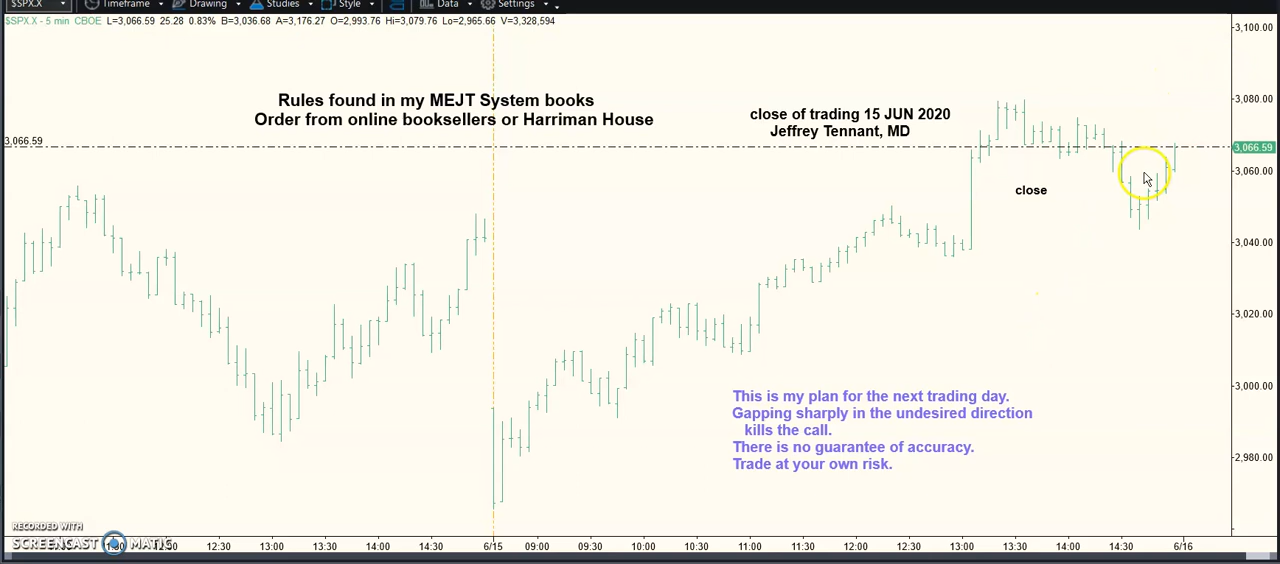 $SPX.X Timeframe Drawing Studies Style Data Settings
$SPX.X - 5 min CBOE L=3,066.59 25.28 0.83% B=3,036.68 A=3,176.27 O=2,993.76 Hi=3,079.76 Lo=2,965.66 V=3,328,594
3,100.00
Rules found in my MEJT System books
Order from online booksellers or Harriman House
close of trading 15 JUN 2020
Jeffrey Tennant, MD
3,080.00
3,066.59
3,066.59
3,060.00
close
3,040.00
3,020.00
3,000.00
This is my plan for the next trading day.
Gapping sharply in the undesired direction
kills the call.
There is no guarantee of accuracy.
Trade at your own risk.
2,980.00
RECORDED WITH
SCREENCAST MATIC
12:30 13:00 13:30 14:00 14:30 6/15 09:00 09:30 10:00 10:30 11:00 11:30 12:00 12:30 13:00 13:30 14:00 14:30 6/16